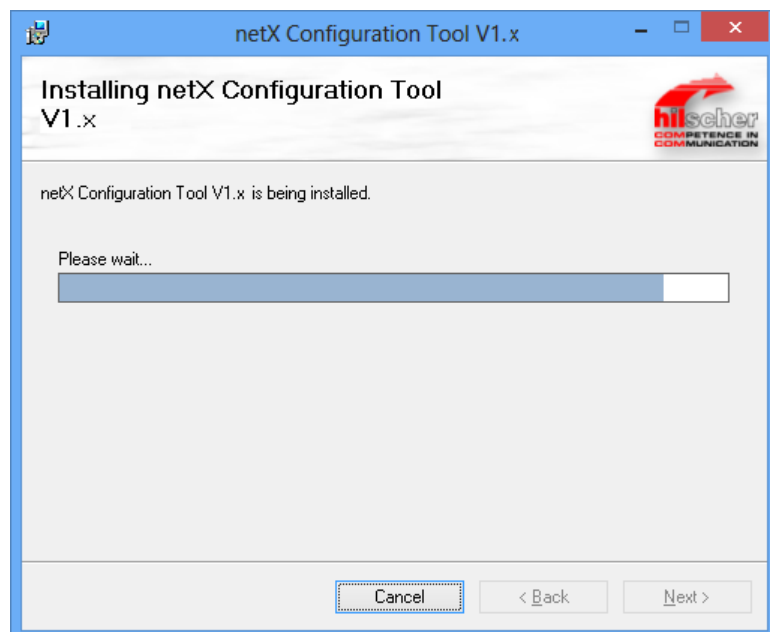 netX Configuration Tool V1.x
Installing netX Configuration Tool
V1.x
hilscher
COMPETENCE IN
COMMUNICATION
netX Configuration Tool V1.x is being installed.
Please wait...
Cancel
< Back
Next >